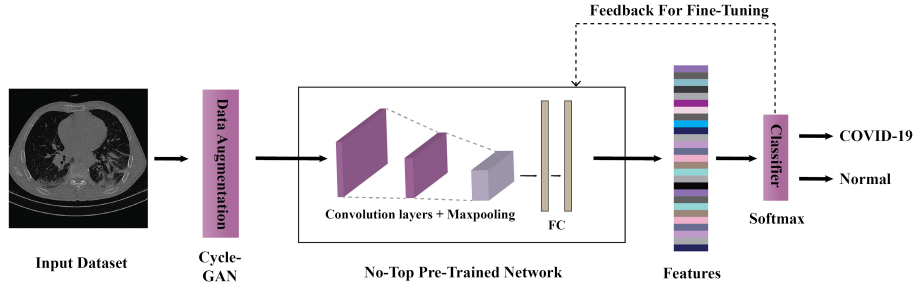 Feedback For Fine-Tuning
Data Augmentation
Classifier
COVID-19
Normal
Convolution layers + Maxpooling
FC
Softmax
Input Dataset
Cycle-
GAN
No-Top Pre-Trained Network
Features